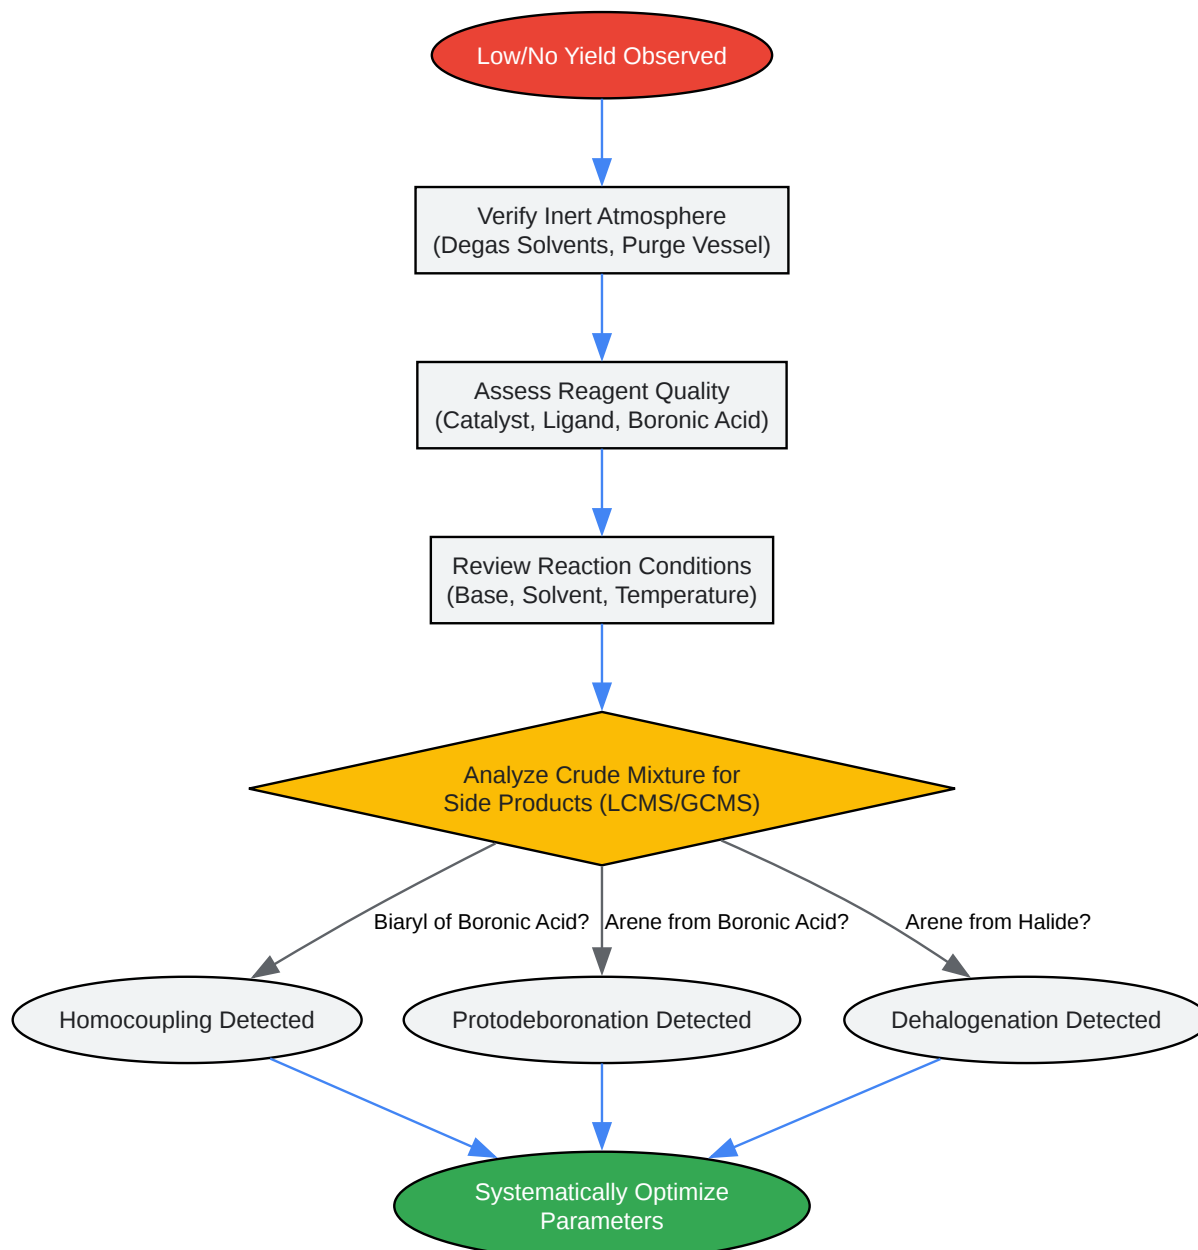 Low/No Yield Observed
Verify Inert Atmosphere
(Degas Solvents, Purge Vessel)
Assess Reagent Quality
(Catalyst, Ligand, Boronic Acid)
Review Reaction Conditions
(Base, Solvent, Temperature)
Analyze Crude Mixture for
Side Products (LCMS/GCMS)
Biaryl of Boronic Acid?
Arene from Boronic Acid?
Arene from Halide?
Homocoupling Detected
Protodeboronation Detected
Dehalogenation Detected
Systematically Optimize
Parameters